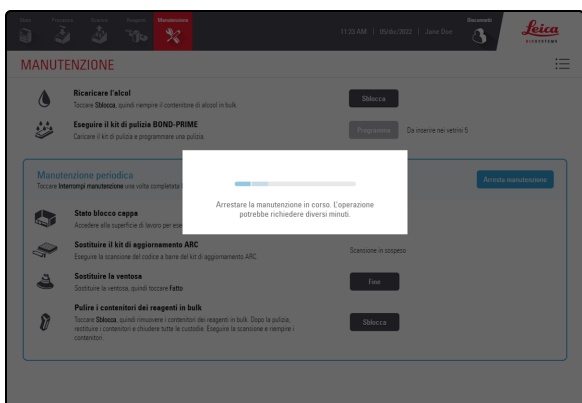 Stato
Reagenti
Manutenzione
11:23 AM | 05/dic/2022 | Jane Doe
Leica
BIOSYSTEMS
MANUTENZIONE
Ricaricare l'alcol
Toccare Sblocca, quindi riempire il contenitore di alcol in bulk.
Sblocca
Eseguire il kit di pulizia BOND-PRIME
Caricare il kit di pulizia e programmare una pulizia.
Programma
Da inserire nei vetrini 5
Manutenzione periodica
Toccare Interrompi manutenzione una volta completata
Arresta manutenzione
Arrestare la manutenzione in corso. L'operazione
potrebbe richiedere diversi minuti.
Stato blocco cappa
Accedere alla superficie di lavoro per ese
Sostituire il kit di aggiornamento ARC
Eseguire la scansione del codice a barre del kit di aggiornamento ARC.
Scansione in sospeso
Sostituire la ventosa
Sostituire la ventosa, quindi toccare Fatto
Fine
Pulire i contenitori dei reagenti in bulk
Toccare Sblocca, quindi rimuovere i contenitori dei reagenti in bulk. Dopo la pulizia,
restituire i contenitori e chiudere tutte le custodie. Eseguire la scansione e riempire i
contenitori.
Sblocca